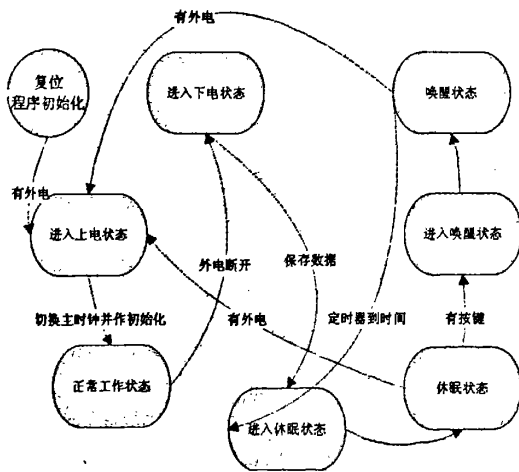 有外电
复位
程序初始化
进入下电状态
唤醒状态
有外电
进入上电状态
进入唤醒状态
外电断开
保存数据
切换主时钟并作初始化
有外电
定时器到时间
有按键
正常工作状态
休眠状态
进入休眠状态